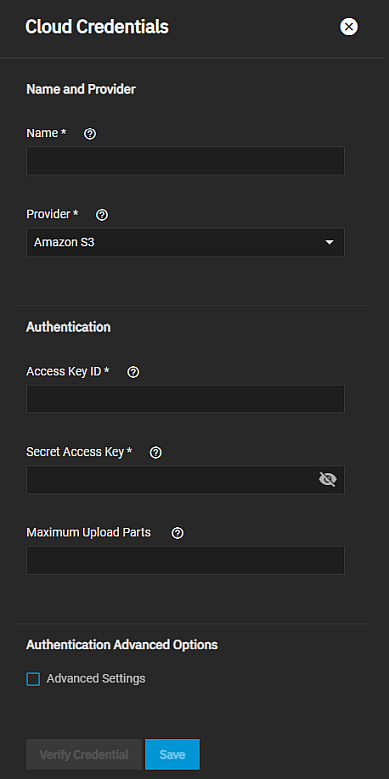 Cloud Credentials
Name and Provider
Name *
Provider *
Amazon S3
Authentication
Access Key ID *
Secret Access Key *
Maximum Upload Parts
Authentication Advanced Options
Advanced Settings
Verify Credential Save